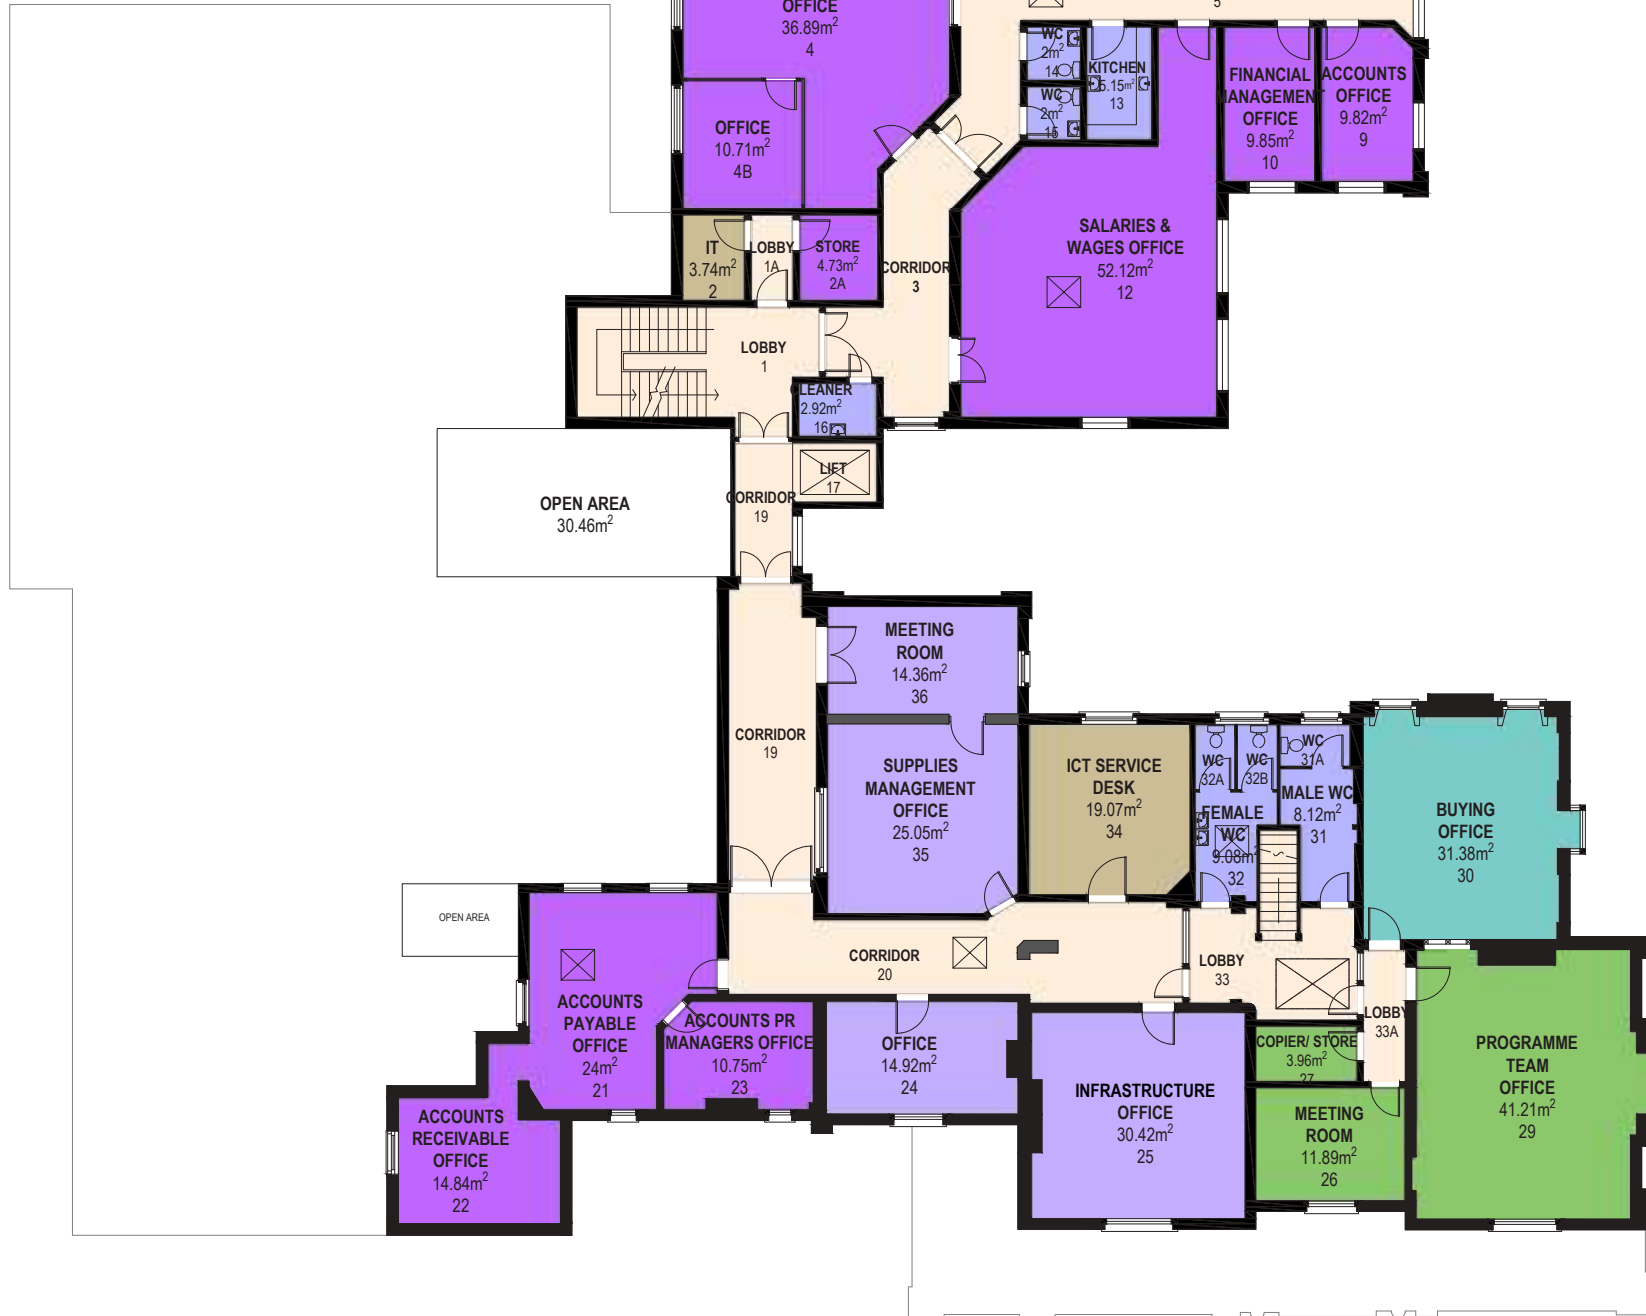 OFFICE
36.89m²
4
5
OFFICE
10.71m²
4B
WC
2m²
14
WC
2m²
15
KITCHEN
5.15m²
13
FINANCIAL
MANAGEMENT
OFFICE
9.85m²
10
ACCOUNTS
OFFICE
9.82m²
9
SALARIES &
WAGES OFFICE
52.12m²
12
IT
3.74m²
2
LOBBY
1A
STORE
4.73m²
2A
CORRIDOR
3
LOBBY
1
CLEANER
2.92m²
16
LIFT
17
CORRIDOR
19
OPEN AREA
30.46m²
MEETING
ROOM
14.36m²
36
CORRIDOR
19
SUPPLIES
MANAGEMENT
OFFICE
25.05m²
35
ICT SERVICE
DESK
19.07m²
34
WC
32A
WC
32B
WC
31A
FEMALE
WC
9.08m²
32
MALE WC
8.12m²
31
BUYING
OFFICE
31.38m²
30
OPEN AREA
CORRIDOR
20
LOBBY
33
LOBBY
33A
ACCOUNTS
PAYABLE
OFFICE
24m²
21
ACCOUNTS PR
MANAGERS OFFICE
10.75m²
23
OFFICE
14.92m²
24
INFRASTRUCTURE
OFFICE
30.42m²
25
COPIER/ STORE
3.96m²
27
MEETING
ROOM
11.89m²
26
PROGRAMME
TEAM
OFFICE
41.21m²
29
ACCOUNTS
RECEIVABLE
OFFICE
14.84m²
22